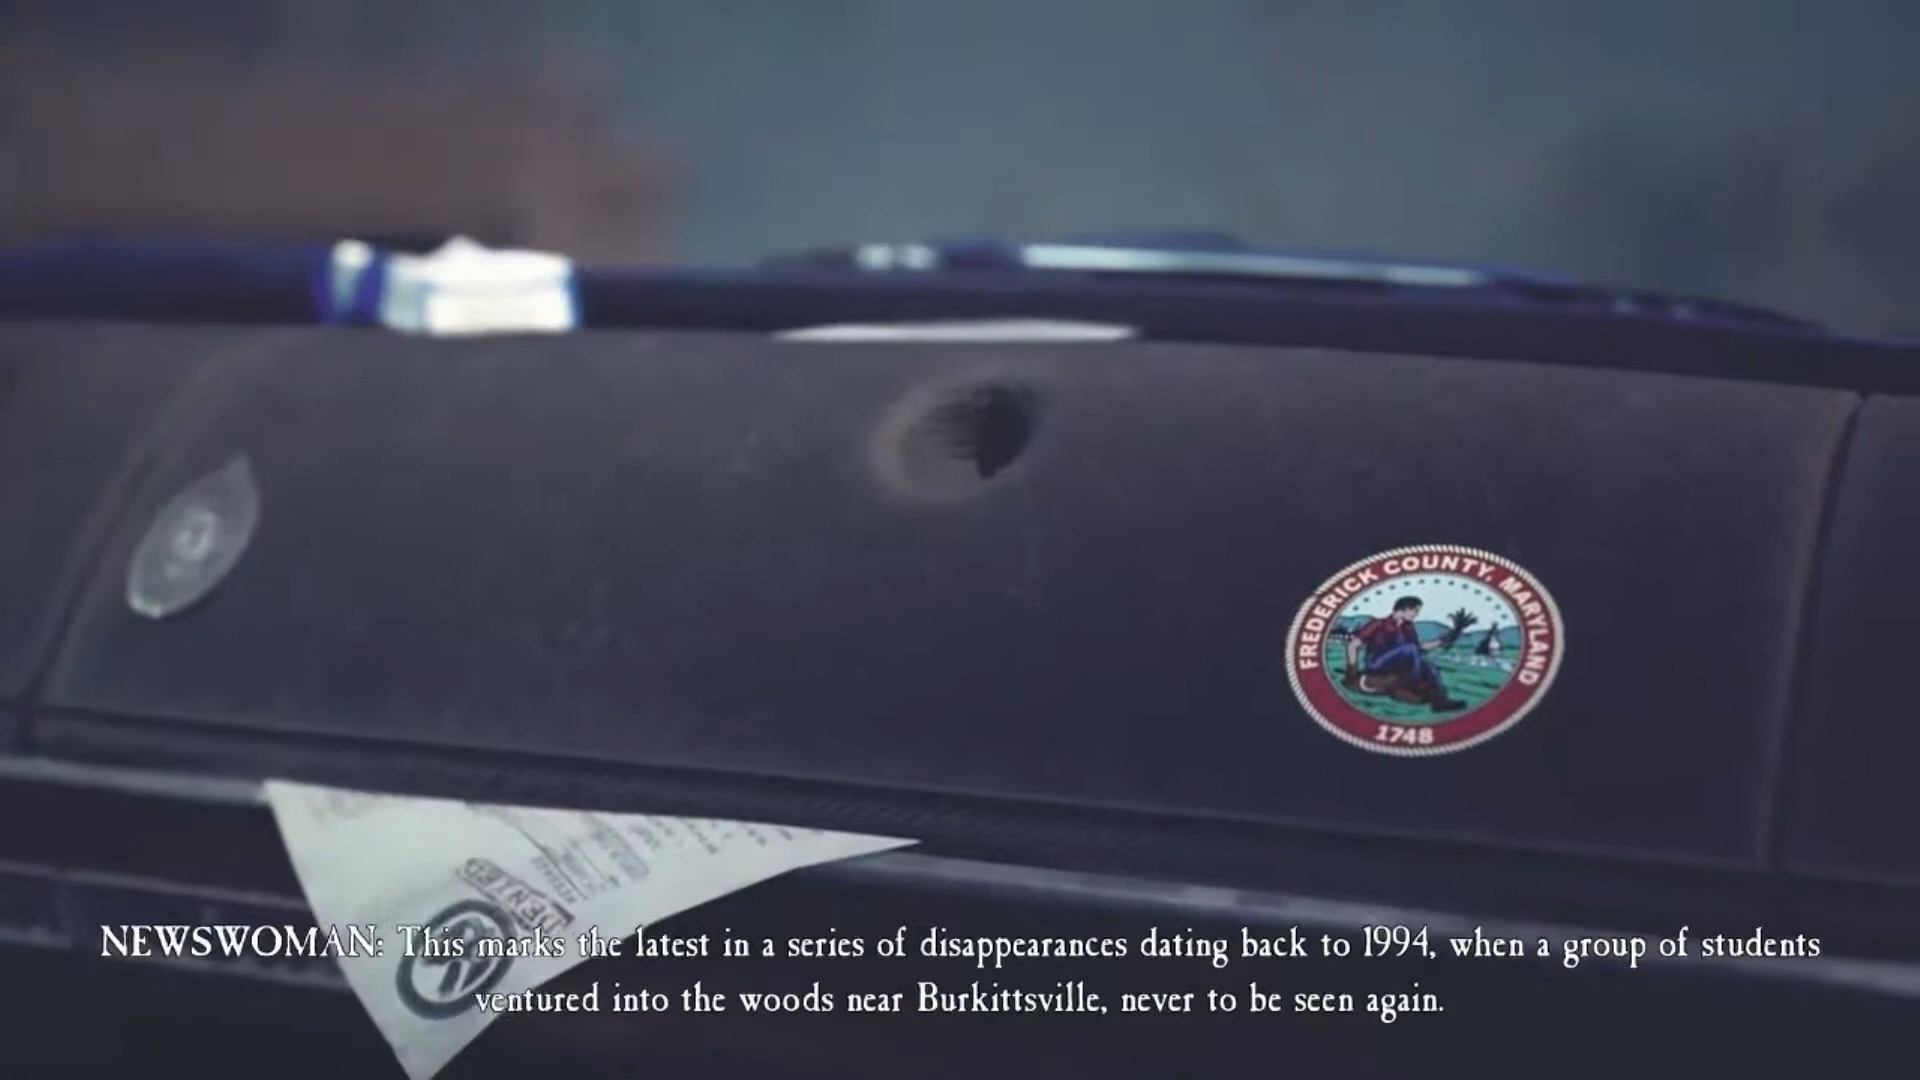 FREDERICK COUNTY, MARYLAND
1748
DENIED
NEWSWOMAN: This marks the latest in a series of disappearances dating back to 1994, when a group of students
ventured into the woods near Burkittsville, never to be seen again.